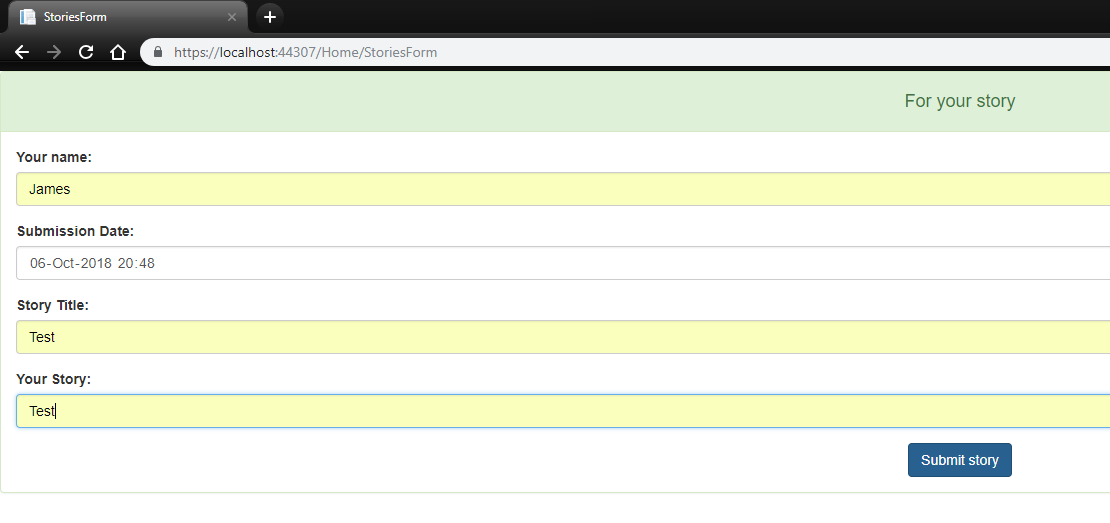 StoriesForm
https://localhost:44307/Home/StoriesForm
For your story
Your name:
James
Submission Date:
06-Oct-2018 20:48
Story Title:
Test
Your Story:
Test
Submit story